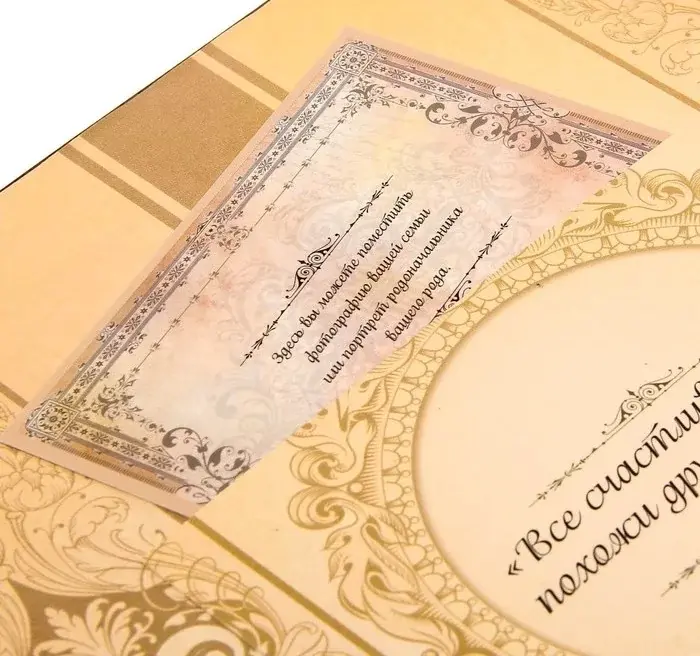 Здесь вы можете поместить
фотографию вашей семьи
или портрет родоначальника
вашего рода.
«Все счастли
похожи дру